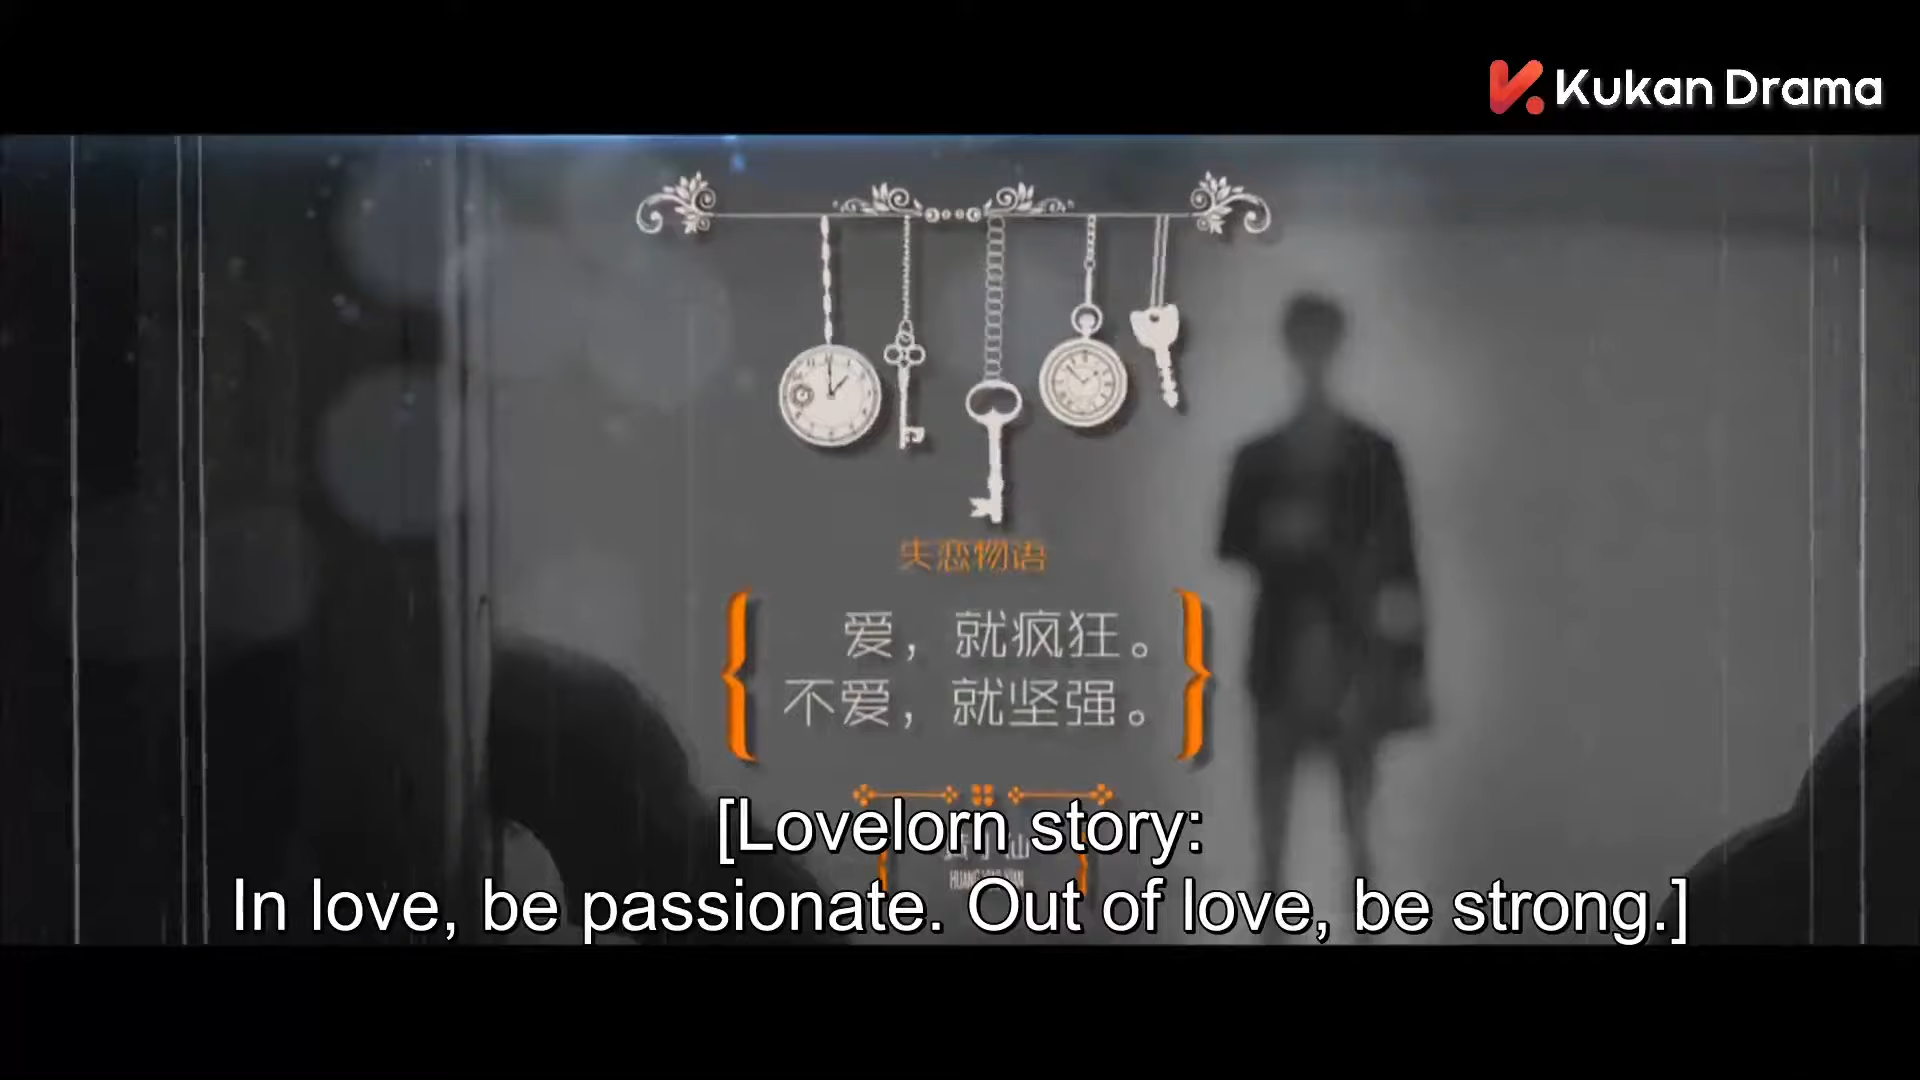 Kukan Drama
失恋物语
爱，就疯狂。
不爱，就坚强。
[Lovelorn story:
In love, be passionate. Out of love, be strong.]